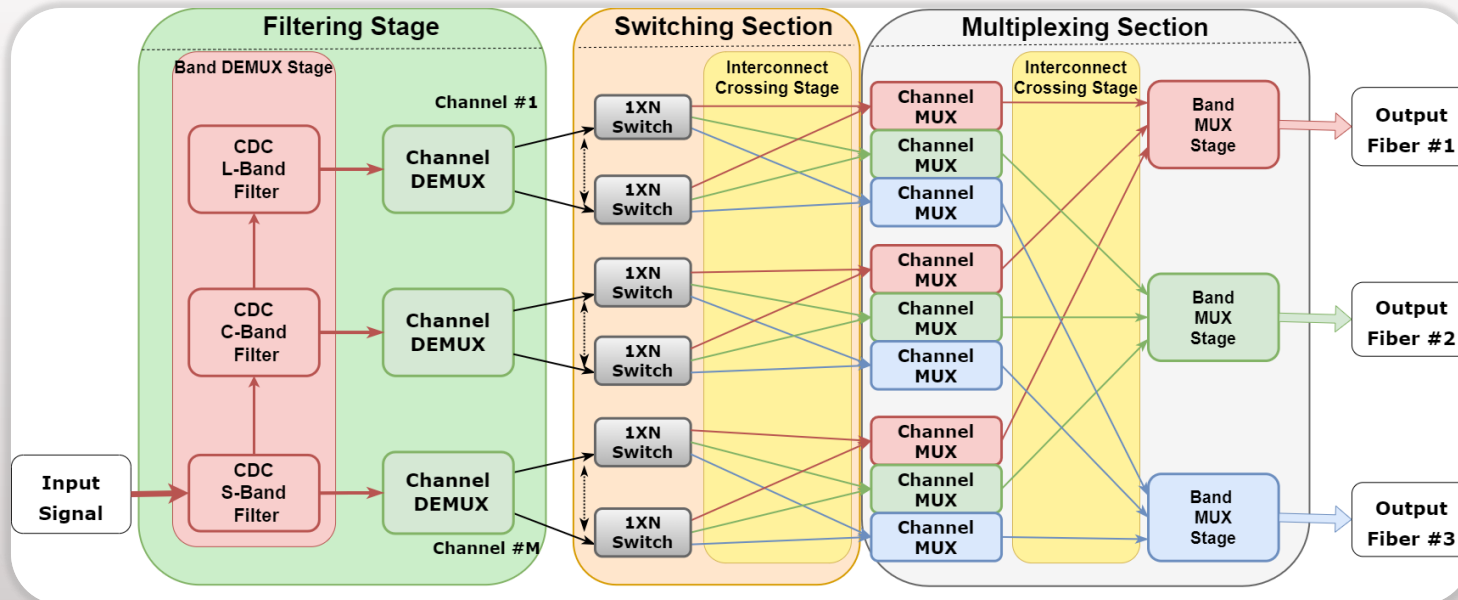 Filtering Stage
Switching Section
Multiplexing Section
Band DEMUX Stage
Interconnect
Crossing Stage
Interconnect
Crossing Stage
Channel #1
CDC
L-Band
Filter
Channel
DEMUX
1XN
Switch
1XN
Switch
Channel
MUX
Channel
MUX
Channel
MUX
Band
MUX
Stage
Output
Fiber #1
CDC
C-Band
Filter
Channel
DEMUX
1XN
Switch
1XN
Switch
Channel
MUX
Channel
MUX
Channel
MUX
Band
MUX
Stage
Output
Fiber #2
Input
Signal
CDC
S-Band
Filter
Channel
DEMUX
Channel #M
1XN
Switch
1XN
Switch
Channel
MUX
Channel
MUX
Channel
MUX
Band
MUX
Stage
Output
Fiber #3